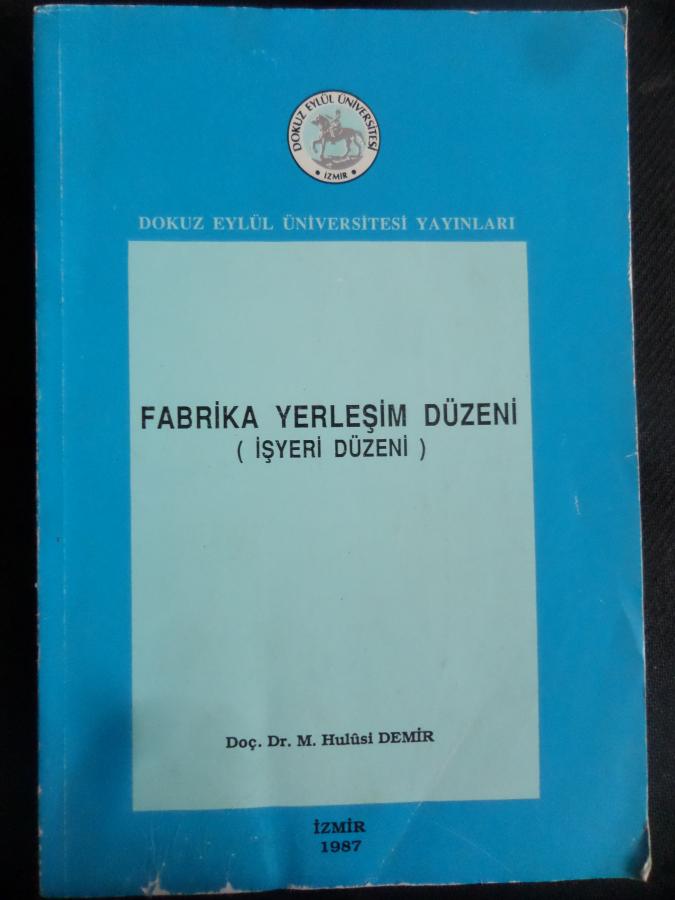 DOKUZ EYLÜL ÜNİVERSİTESİ
• İZMİR •
DOKUZ EYLÜL ÜNİVERSİTESİ YAYINLARI
FABRİKA YERLEŞİM DÜZENİ
( İŞYERİ DÜZENİ )
Doç. Dr. M. Hulûsi DEMİR
İZMİR
1987